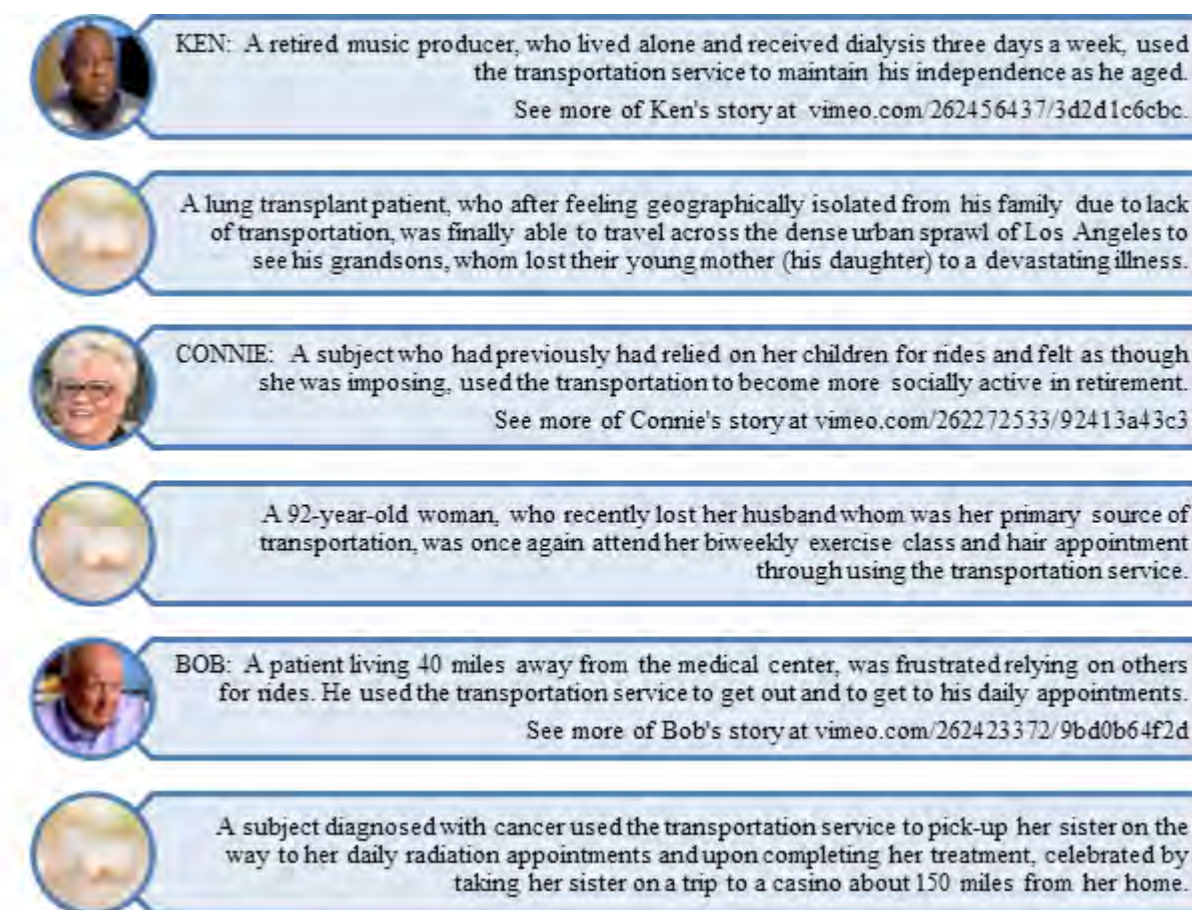 KEN: A retired music producer, who lived alone and received dialysis three days a week, used
the transportation service to maintain his independence as he aged.
See more of Ken's story at vimeo.com/262456437/3d2d1c6cbc.
A lung transplant patient, who after feeling geographically isolated from his family due to lack
of transportation, was finally able to travel across the dense urban sprawl of Los Angeles to
see his grandsons, whom lost their young mother (his daughter) to a devastating illness.
CONNIE: A subject who had previously had relied on her children for rides and felt as though
she was imposing, used the transportation to become more socially active in retirement.
See more of Connie's story at vimeo.com/262272533/92413a43c3
A 92-year-old woman, who recently lost her husband whom was her primary source of
transportation, was once again attend her biweekly exercise class and hair appointment
through using the transportation service.
BOB: A patient living 40 miles away from the medical center, was frustrated relying on others
for rides. He used the transportation service to get out and to get to his daily appointments.
See more of Bob's story at vimeo.com/262423372/9bd0b64f2d
A subject diagnosed with cancer used the transportation service to pick-up her sister on the
way to her daily radiation appointments and upon completing her treatment, celebrated by
taking her sister on a trip to a casino about 150 miles from her home.